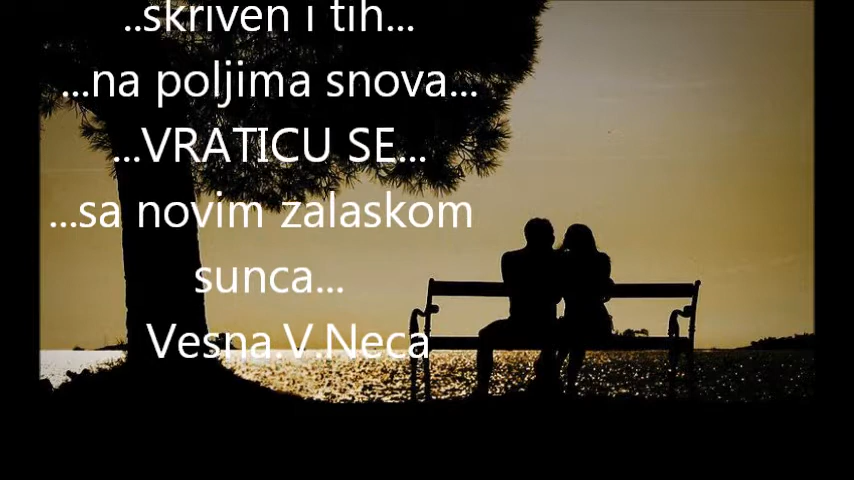 ..skriven i tih...
...na poljima snova...
...VRATICU SE...
...sa novim zalaskom
sunca...
Vesna.V.Neca